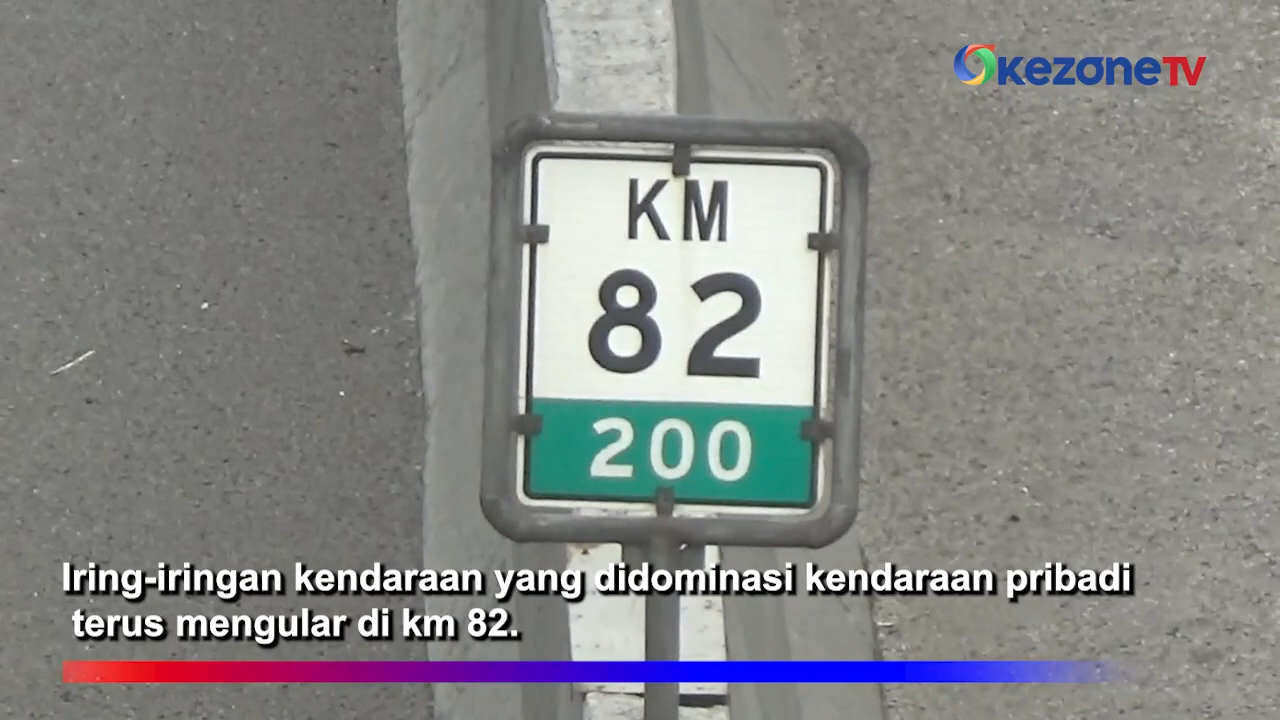 OkezoneTV
KM
82
200
Iring-iringan kendaraan yang didominasi kendaraan pribadi
terus mengular di km 82.